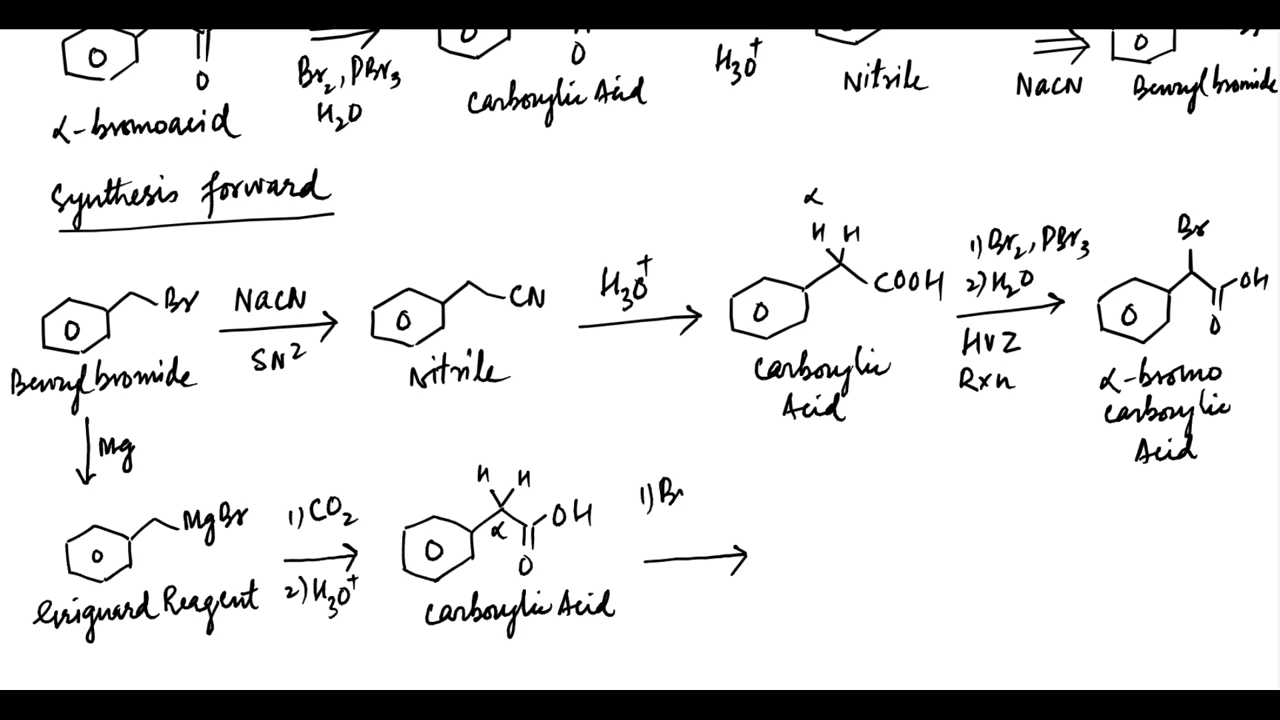 O
O
Br₂, PBr₃
H₂O
α-bromoacid
O
O
Carboxylic Acid
H₃O⁺
Nitrile
NaCN
O
Benzyl bromide
Synthesis forward
O
Br
Benzyl bromide
NaCN
SN²
O
CN
Nitrile
H₃O⁺
α
H H
O
COOH
Carboxylic
Acid
1) Br₂, PBr₃
2) H₂O
HVZ
Rxn
Br
O
OH
O
α-bromo
carboxylic
Acid
Mg
O
MgBr
Griguard Reagent
1) CO₂
2) H₃O⁺
H H
O
α
OH
O
Carboxylic Acid
1) Br